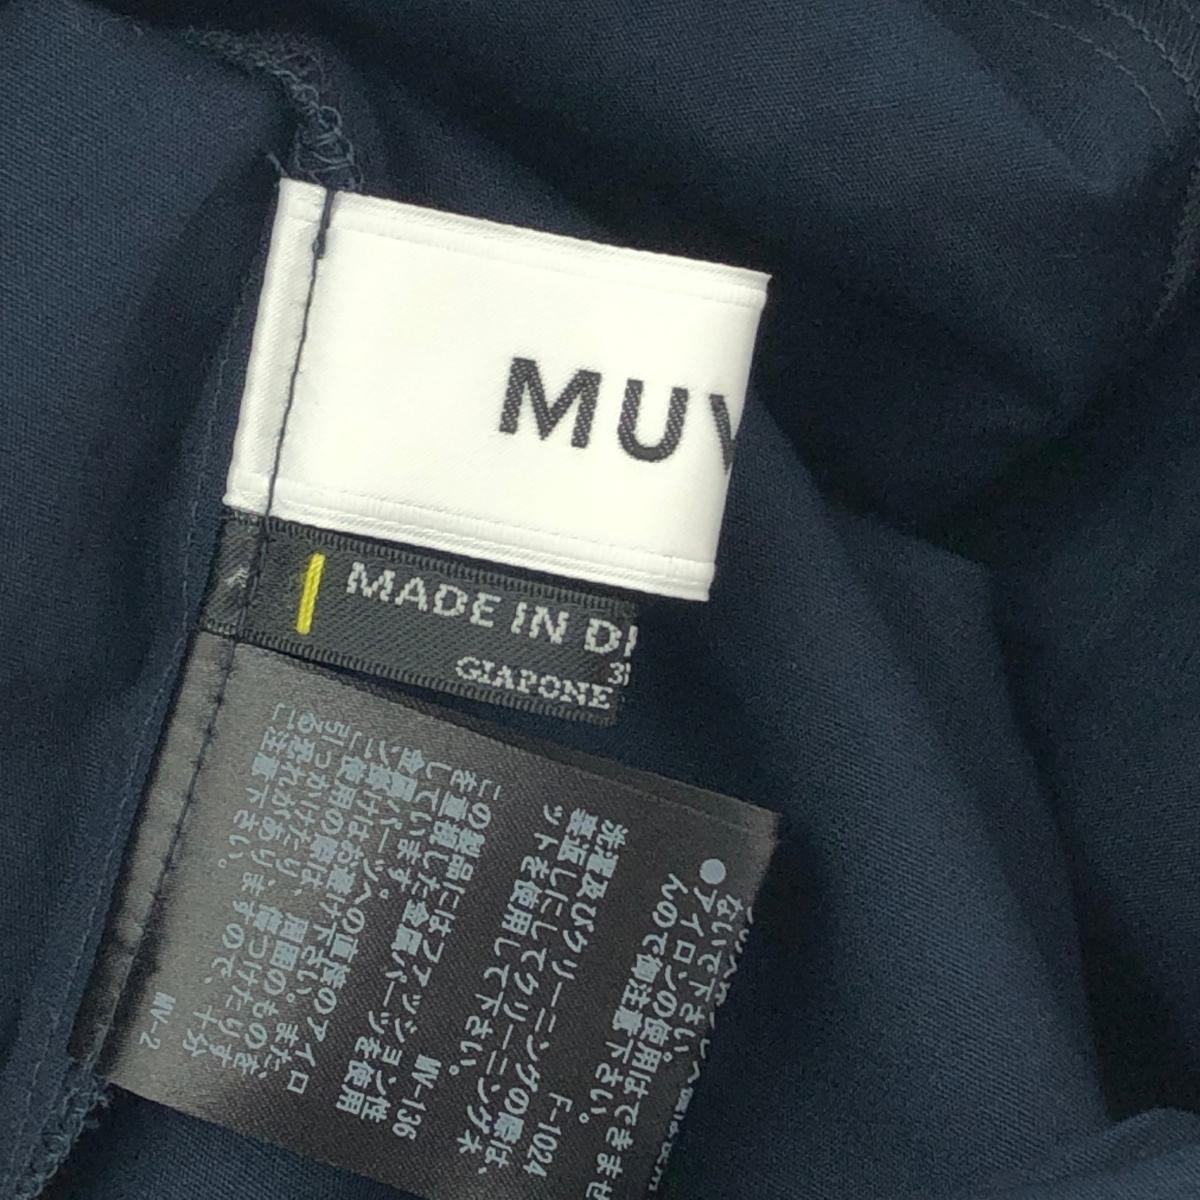 MUV
MADE IN DI
GIAPONE
ないで下さい。
●アイロンの使用はできませ
んので御注意下さい。
F-1024
洗濯及びクリーニングの際は、
裏返しにしてクリーニングネ
ットを使用して下さい。
MV-136
この製品にはファッション性
を重視した金属パーツを使用
しています。
金属パーツへの直接のアイロ
ン掛けはお避け下さい。また
ご使用の際は、周囲のものを
引っかけたり、傷つけたりす
る恐れがありますので、十分
ご注意下さい。
MV-2